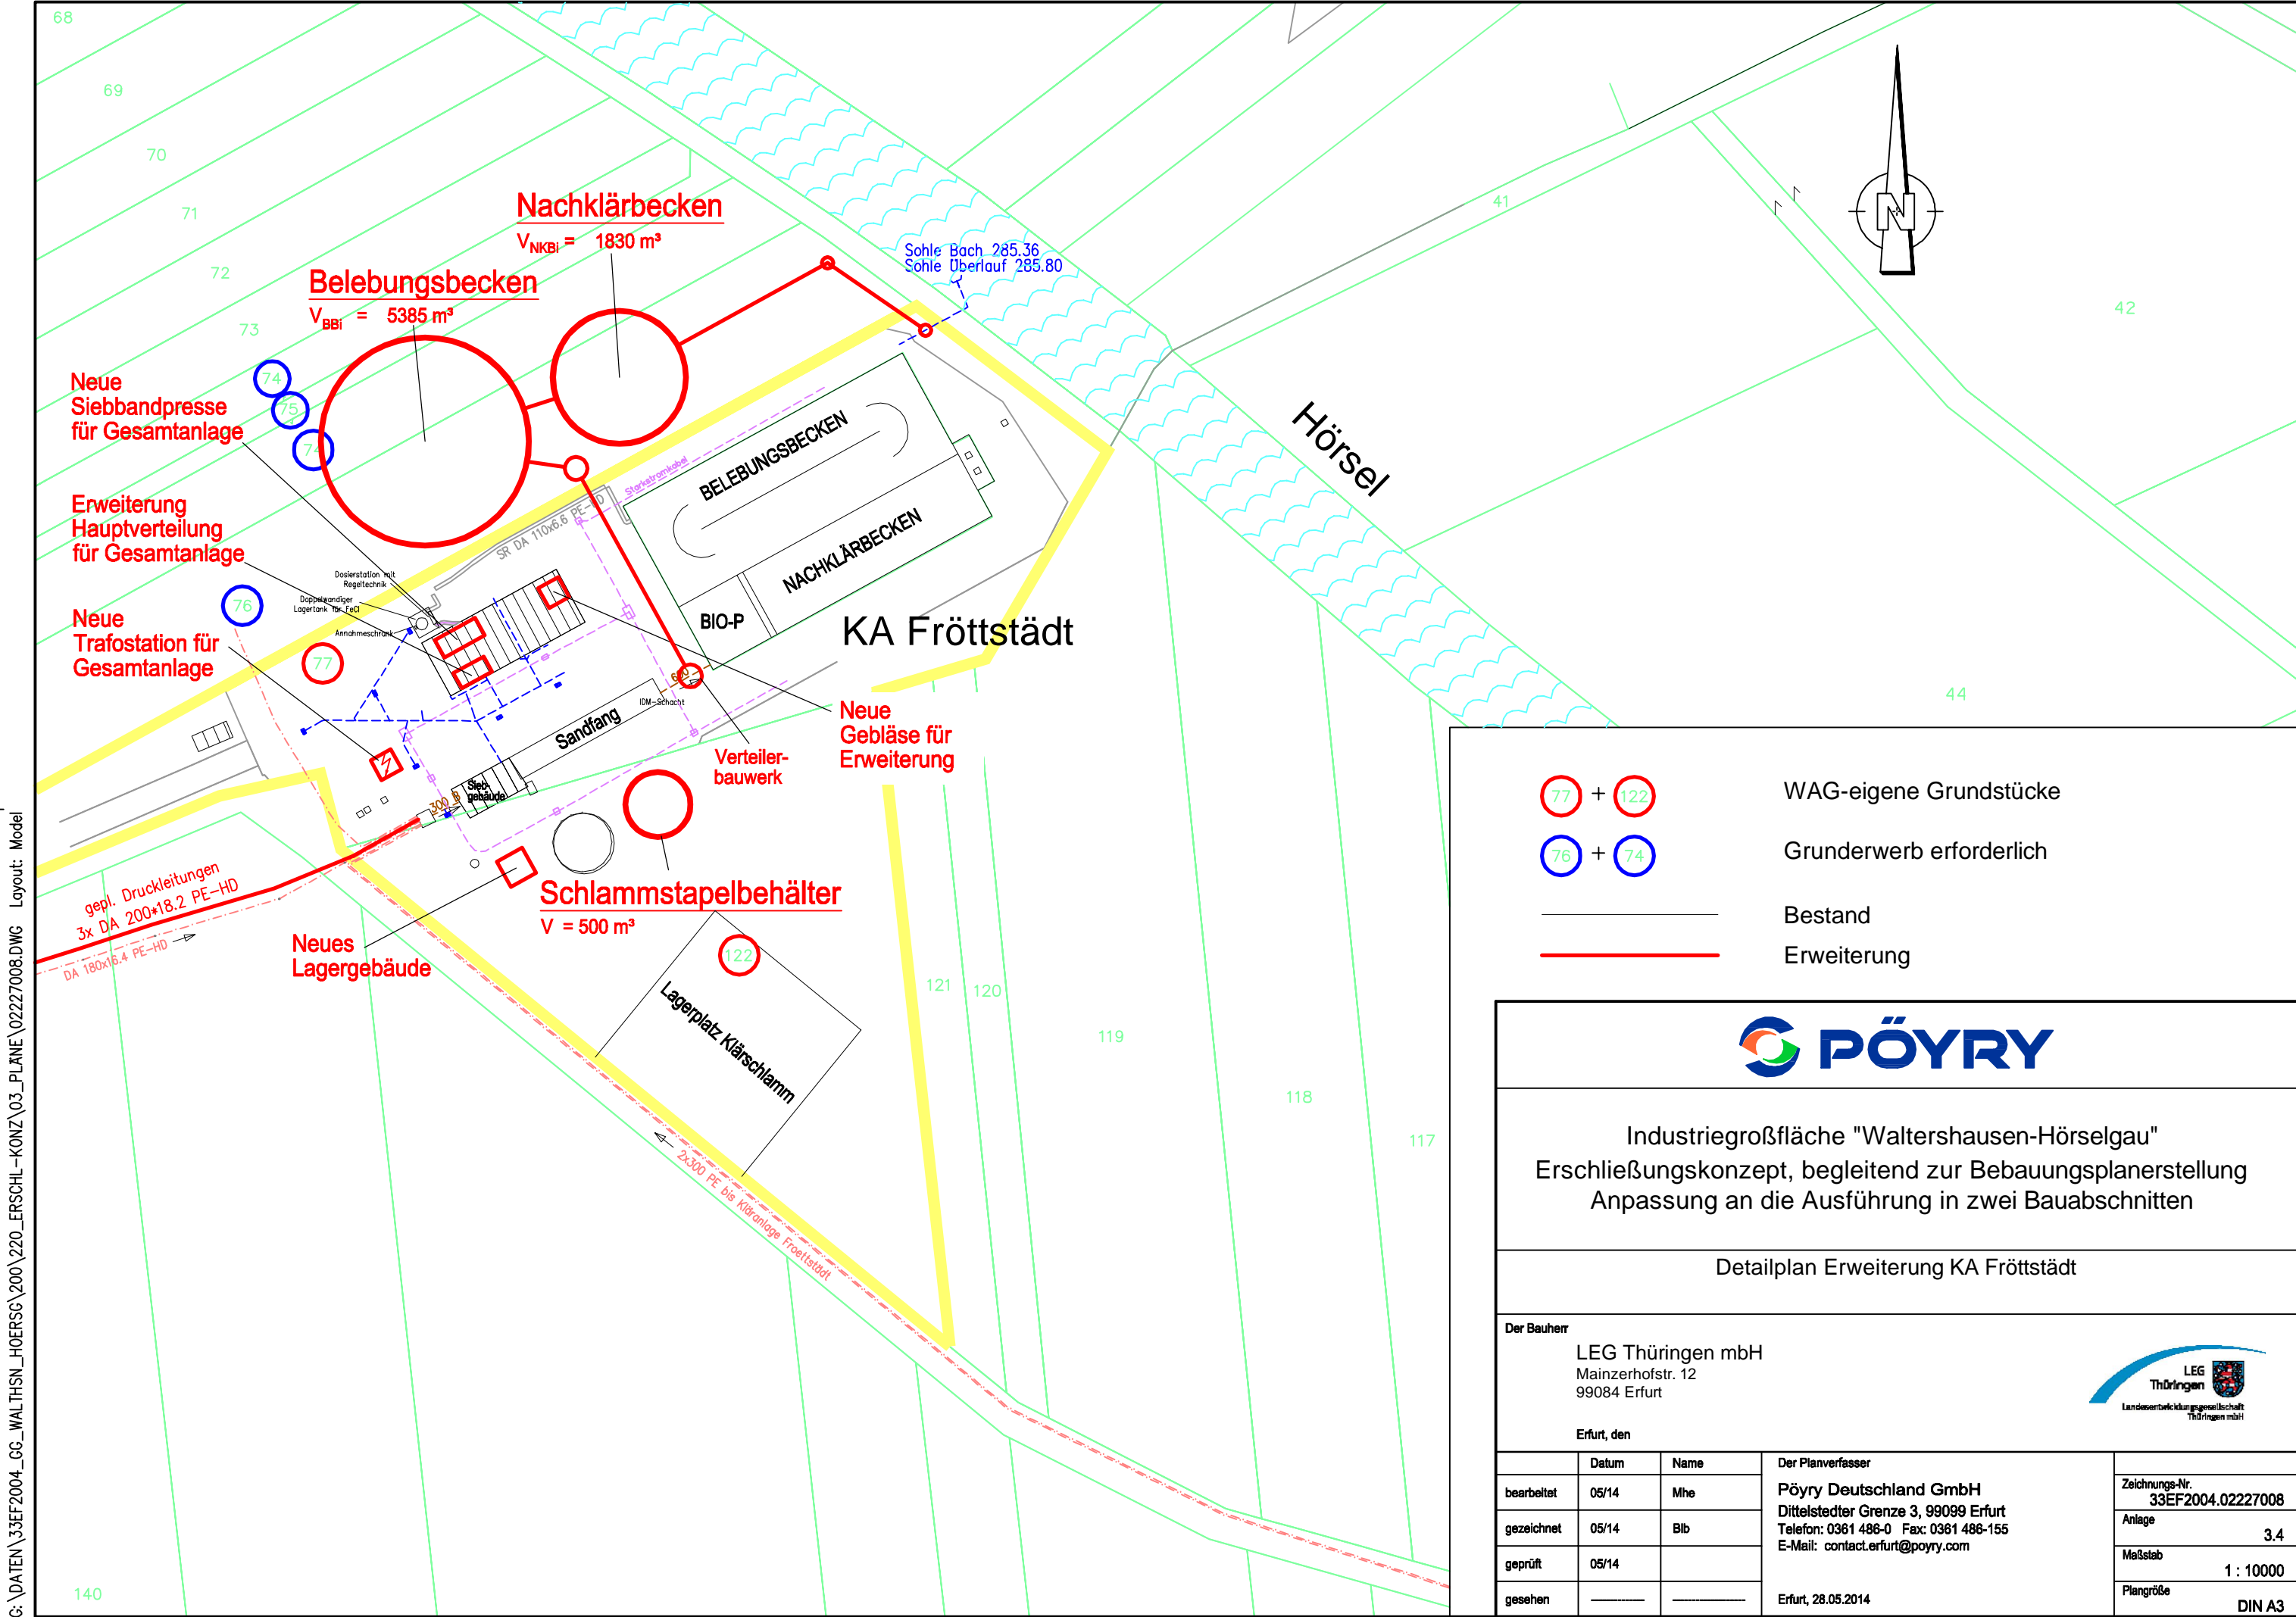 68
69
70
71
72
73
74
75
74
76
77
41
42
44
Nachklärbecken
VNKBi = 1830 m³
Belebungsbecken
VBBi = 5385 m³
Sohle Bach 285.36
Sohle Überlauf 285.80
Neue
Siebbandpresse
für Gesamtanlage
Erweiterung
Hauptverteilung
für Gesamtanlage
Neue
Trafostation für
Gesamtanlage
Dosierstation mit
Regeltechnik
Doppelwandiger
Lagertank für FeCl
Annahmeschrank
SR DA 110x6.6 PE-HD
Starkstromkabel
BELEBUNGSBECKEN
NACHKLÄRBECKEN
BIO-P
Hörsel
KA Fröttstädt
600
IDM-Schacht
Sandfang
Sieb-
gebäude
300 B
Verteiler-
bauwerk
Neue
Gebläse für
Erweiterung
gepl. Druckleitungen
3x DA 200*18.2 PE-HD
DA 180x16.4 PE-HD
Neues
Lagergebäude
Schlammstapelbehälter
V = 500 m³
122
Lagerplatz Klärschlamm
2x300 PE bis Kläranlage Froettstädt
121
120
119
118
117
140
77 + 122 WAG-eigene Grundstücke
76 + 74 Grunderwerb erforderlich
Bestand
Erweiterung
PÖYRY
Industriegroßfläche "Waltershausen-Hörselgau"
Erschließungskonzept, begleitend zur Bebauungsplanerstellung
Anpassung an die Ausführung in zwei Bauabschnitten
Detailplan Erweiterung KA Fröttstädt
Der Bauherr
LEG Thüringen mbH
Mainzerhofstr. 12
99084 Erfurt
Erfurt, den
LEG
Thüringen
Landesentwicklungsgesellschaft
Thüringen mbH
Datum Name
bearbeitet 05/14 Mhe
gezeichnet 05/14 Blb
geprüft 05/14
gesehen
Der Planverfasser
Pöyry Deutschland GmbH
Dittelstedter Grenze 3, 99099 Erfurt
Telefon: 0361 486-0 Fax: 0361 486-155
E-Mail: contact.erfurt@poyry.com
Erfurt, 28.05.2014
Zeichnungs-Nr.
33EF2004.02227008
Anlage
3.4
Maßstab
1 : 10000
Plangröße
DIN A3
G:\DATEN\33EF2004_GG_WALTHSN_HOERSG\200\220_ERSCHL-KONZ\03_PLÄNE\02227008.DWG Layout: Model
N